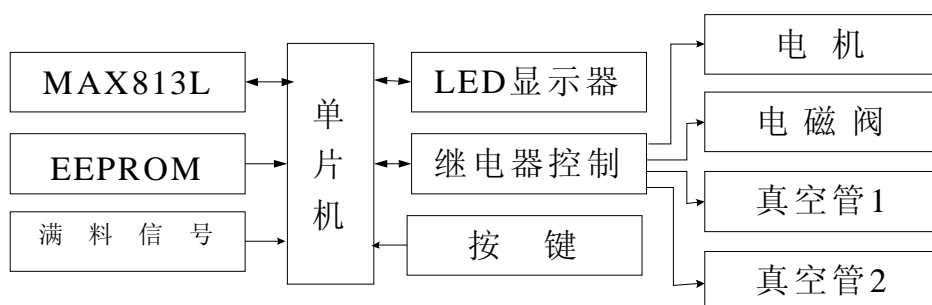 MAX813L
EEPROM
满料信号
单片机
LED显示器
继电器控制
按键
电机
电磁阀
真空管1
真空管2